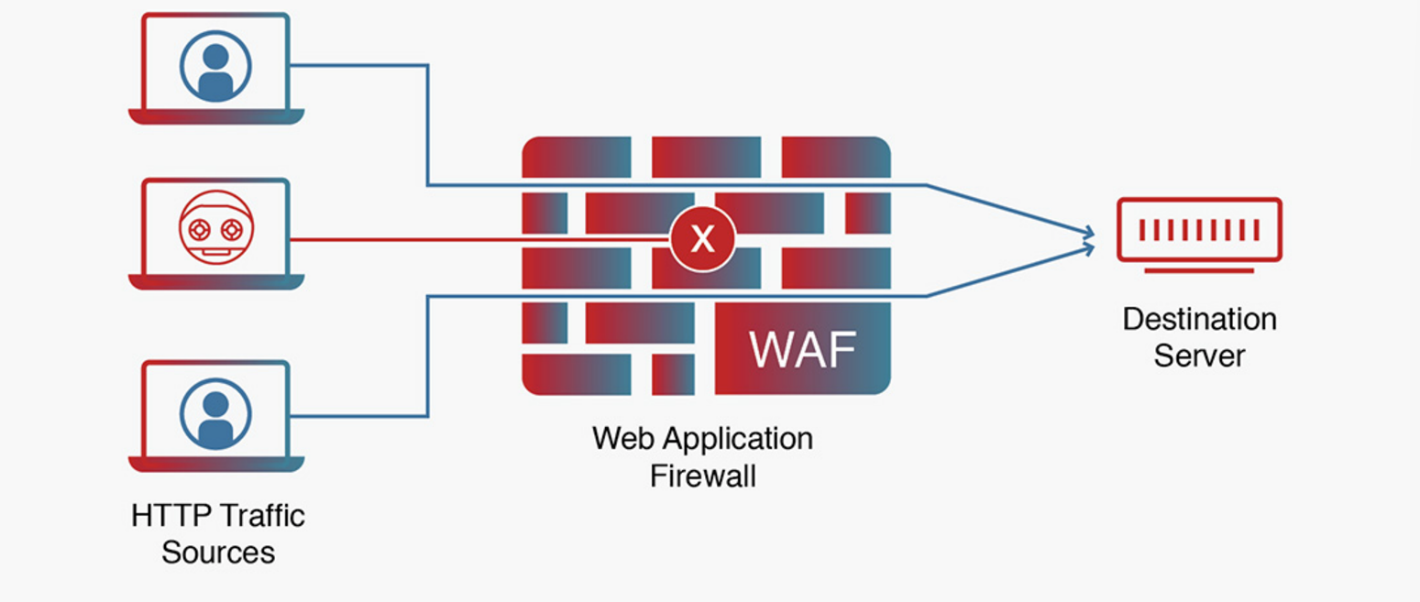 X
WAF
Web Application
Firewall
HTTP Traffic
Sources
Destination
Server